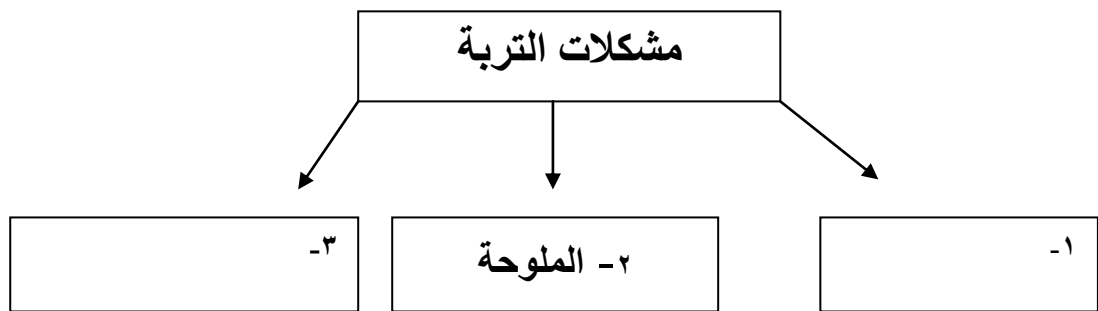 مشكلات التربة
١-
٢- الملوحة
٣-